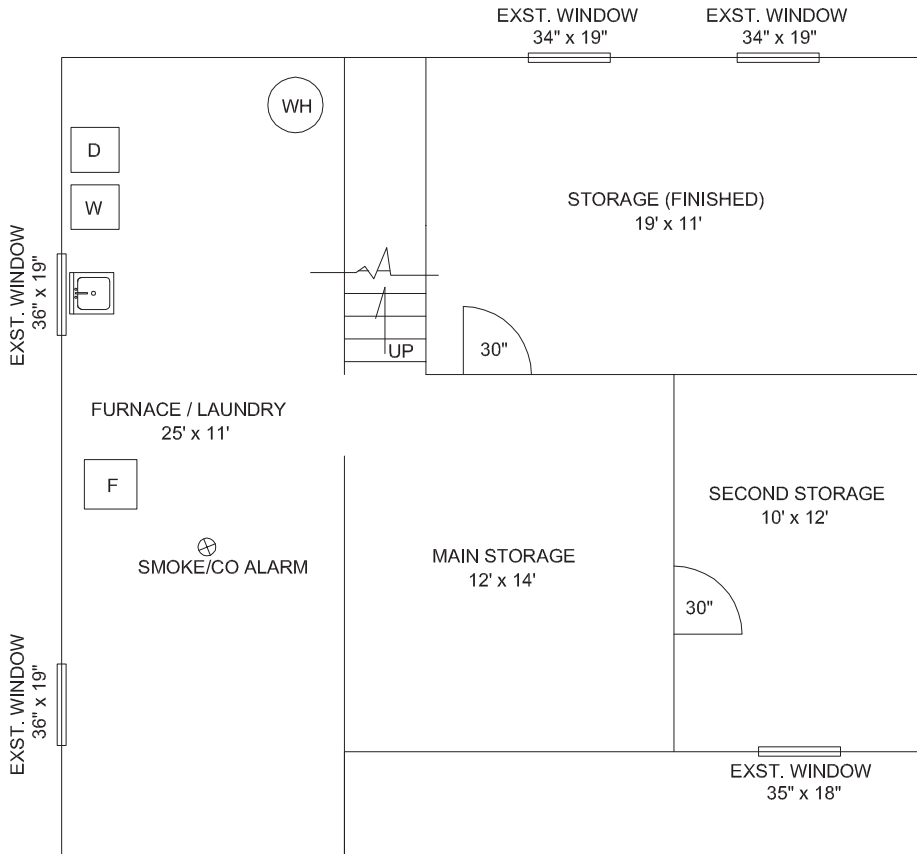 EXST. WINDOW
34" x 19"
EXST. WINDOW
34" x 19"
WH
D
W
STORAGE (FINISHED)
19' x 11'
EXST. WINDOW
36" x 19"
UP
30"
FURNACE / LAUNDRY
25' x 11'
F
SECOND STORAGE
10' x 12'
MAIN STORAGE
12' x 14'
SMOKE/CO ALARM
30"
EXST. WINDOW
36" x 19"
EXST. WINDOW
35" x 18"